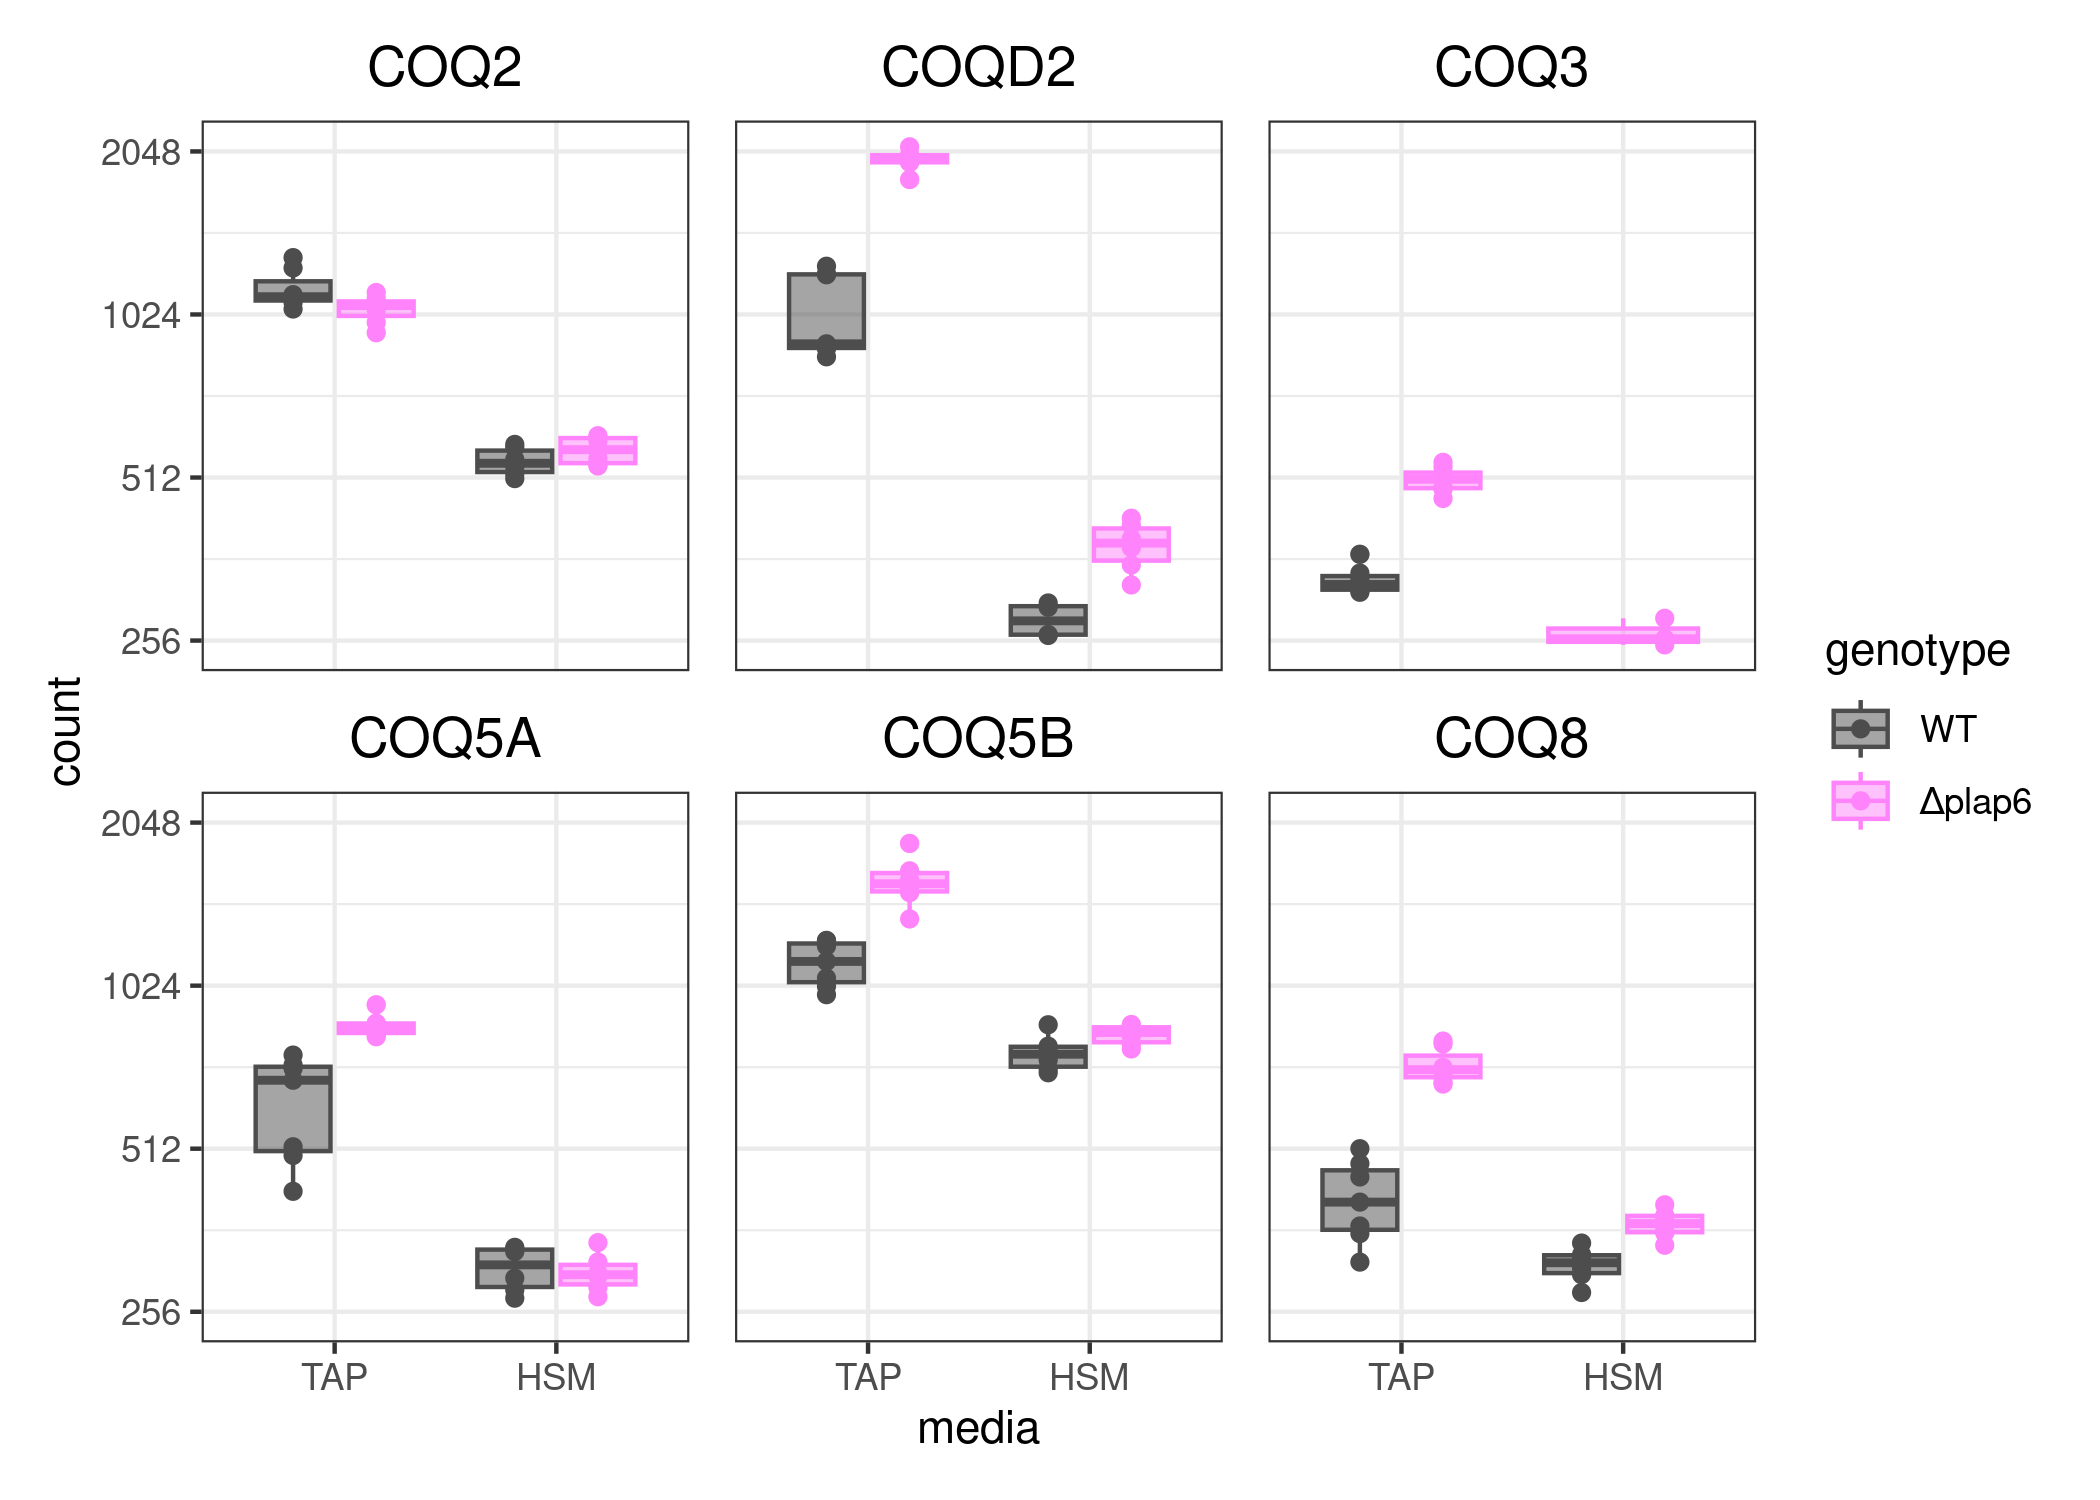 COQ2 COQD2 COQ3
2048
1024
512
256
COQ5A COQ5B COQ8
2048
1024
512
256
TAP HSM TAP HSM TAP HSM
media
count
genotype
WT
Δplap6